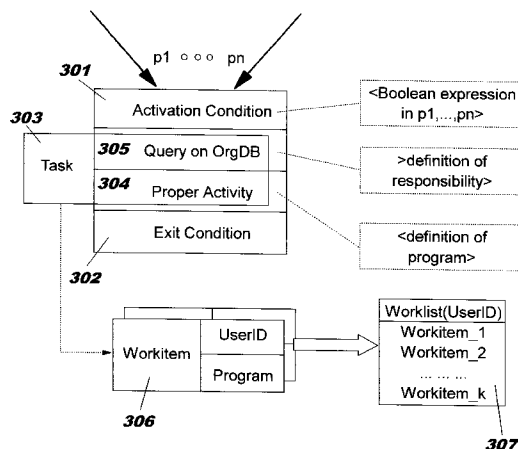 p1 o o o pn
301
Activation Condition
<Boolean expression
in p1,...,pn>
303
Task
305 Query on OrgDB
>definition of
responsibility>
304 Proper Activity
Exit Condition
302
<definition of
program>
Workitem
UserID
Program
306
Worklist(UserID)
Workitem_1
Workitem_2
... ... ...
Workitem_k
307